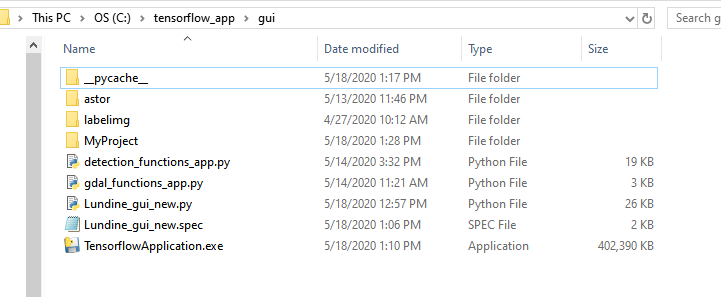 This PC > OS (C:) > tensorflow_app > gui
Search g
Name Date modified Type Size
__pycache__ 5/18/2020 1:17 PM File folder
astor 5/13/2020 11:46 PM File folder
labelimg 4/27/2020 10:12 AM File folder
MyProject 5/18/2020 1:28 PM File folder
detection_functions_app.py 5/14/2020 3:32 PM Python File 19 KB
gdal_functions_app.py 5/14/2020 11:21 AM Python File 3 KB
Lundine_gui_new.py 5/18/2020 12:57 PM Python File 26 KB
Lundine_gui_new.spec 5/18/2020 1:06 PM SPEC File 2 KB
TensorflowApplication.exe 5/18/2020 1:10 PM Application 402,390 KB